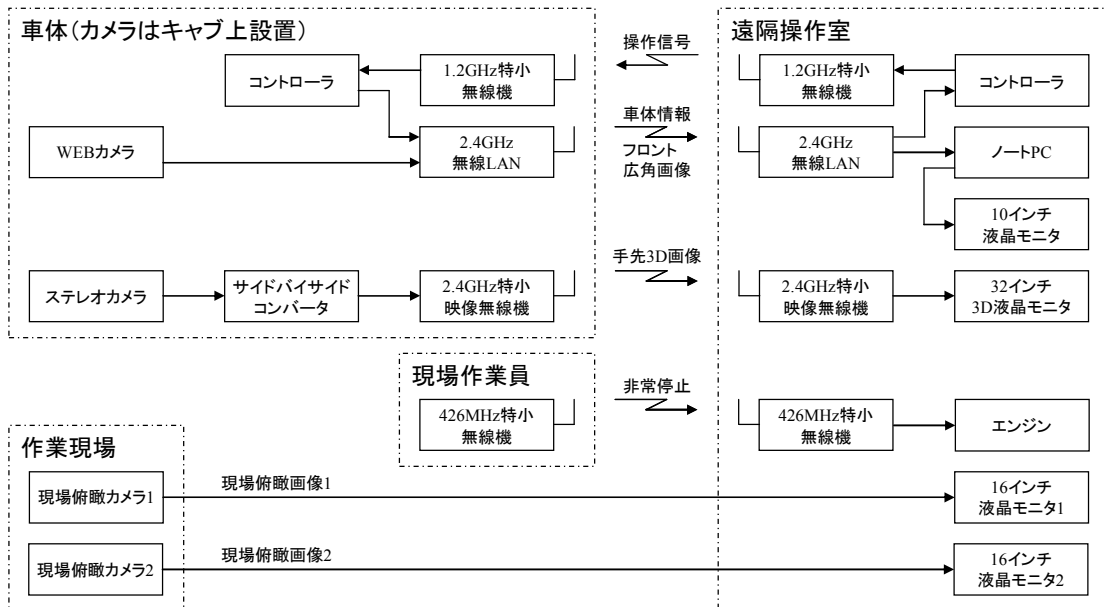 車体(カメラはキャブ上設置)
コントローラ
1.2GHz特小
無線機
WEBカメラ
2.4GHz
無線LAN
ステレオカメラ
サイドバイサイド
コンバータ
2.4GHz特小
映像無線機
操作信号
車体情報
フロント
広角画像
手先3D画像
遠隔操作室
1.2GHz特小
無線機
コントローラ
2.4GHz
無線LAN
ノートPC
10インチ
液晶モニタ
2.4GHz特小
映像無線機
32インチ
3D液晶モニタ
現場作業員
426MHz特小
無線機
非常停止
426MHz特小
無線機
エンジン
作業現場
現場俯瞰カメラ1
現場俯瞰画像1
16インチ
液晶モニタ1
現場俯瞰カメラ2
現場俯瞰画像2
16インチ
液晶モニタ2